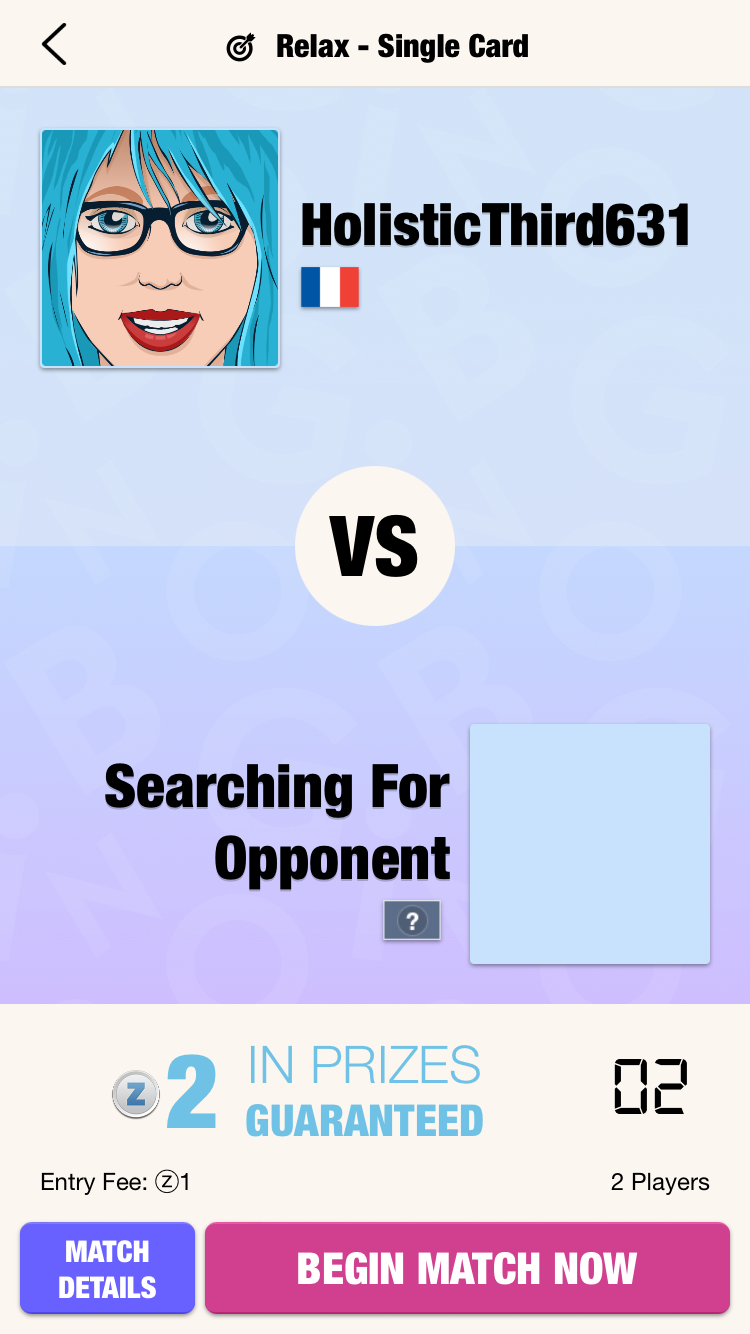 Relax - Single Card
HolisticThird631
VS
Searching For
Opponent
?
Z 2 IN PRIZES
GUARANTEED
02
Entry Fee: Ⓩ1
2 Players
MATCH
DETAILS
BEGIN MATCH NOW